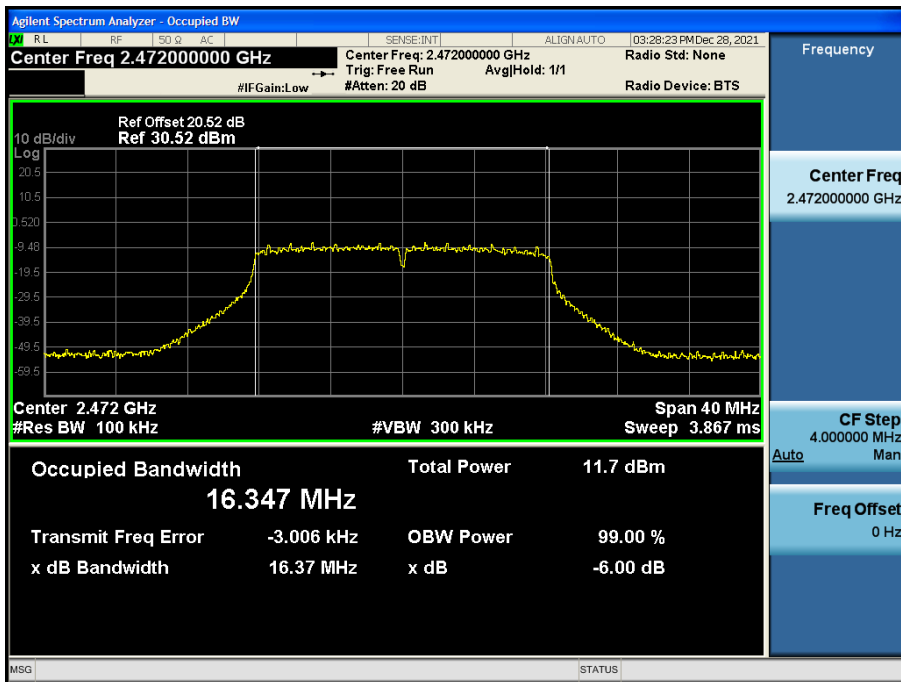 Agilent Spectrum Analyzer - Occupied BW
LXI RL RF 50 Ω AC SENSE:INT ALIGN AUTO 03:28:23 PM Dec 28, 2021
Center Freq 2.472000000 GHz Center Freq: 2.472000000 GHz Radio Std: None
Trig: Free Run Avg|Hold: 1/1
#IFGain:Low #Atten: 20 dB Radio Device: BTS
Ref Offset 20.52 dB
10 dB/div Ref 30.52 dBm
Log
20.5
10.5
0.520
-9.48
-19.5
-29.5
-39.5
-49.5
-59.5
Center 2.472 GHz Span 40 MHz
#Res BW 100 kHz #VBW 300 kHz Sweep 3.867 ms
Occupied Bandwidth Total Power 11.7 dBm
16.347 MHz
Transmit Freq Error -3.006 kHz OBW Power 99.00 %
x dB Bandwidth 16.37 MHz x dB -6.00 dB
MSG STATUS
Frequency
Center Freq
2.472000000 GHz
CF Step
4.000000 MHz
Auto Man
Freq Offset
0 Hz